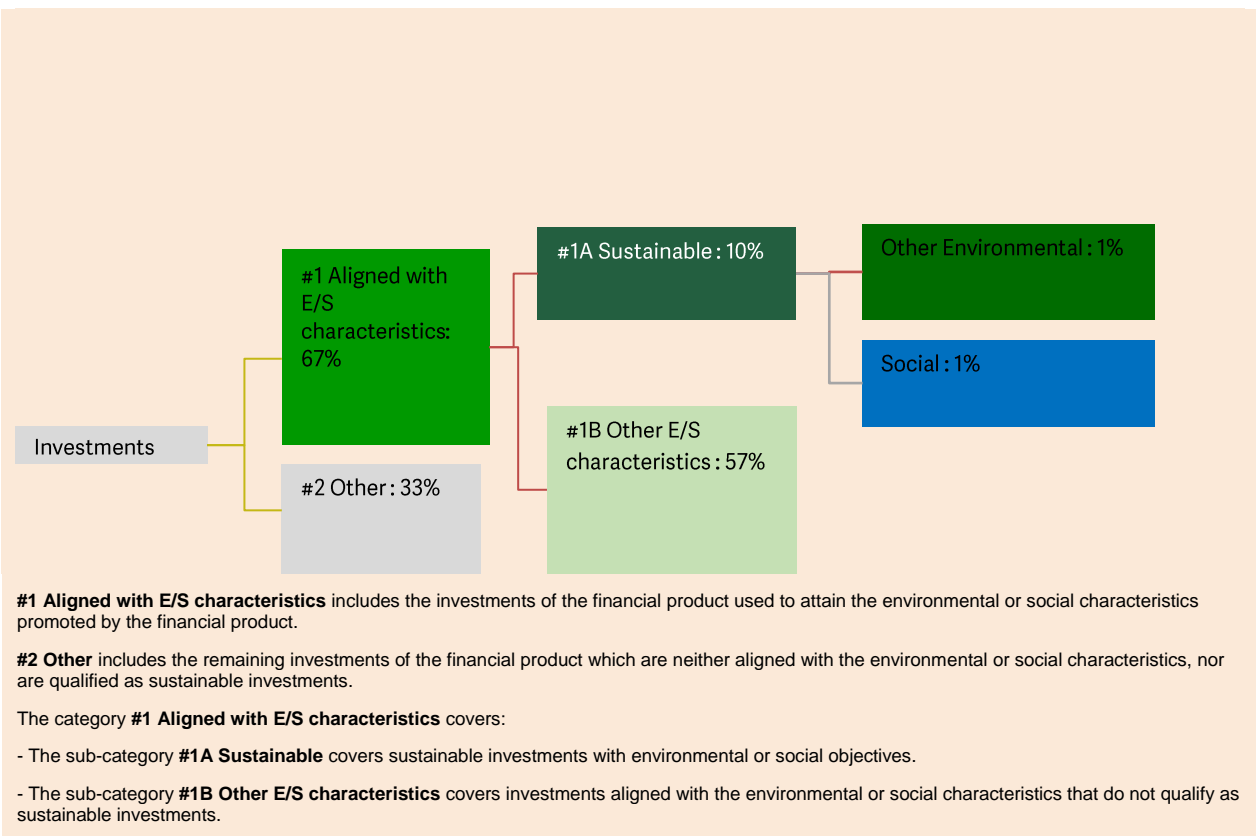 #1A Sustainable : 10%
Other Environmental : 1%
#1 Aligned with
E/S
characteristics:
67%
Social : 1%
#1B Other E/S
characteristics : 57%
Investments
#2 Other : 33%
#1 Aligned with E/S characteristics includes the investments of the financial product used to attain the environmental or social characteristics
promoted by the financial product.
#2 Other includes the remaining investments of the financial product which are neither aligned with the environmental or social characteristics, nor
are qualified as sustainable investments.
The category #1 Aligned with E/S characteristics covers:
- The sub-category #1A Sustainable covers sustainable investments with environmental or social objectives.
- The sub-category #1B Other E/S characteristics covers investments aligned with the environmental or social characteristics that do not qualify as
sustainable investments.